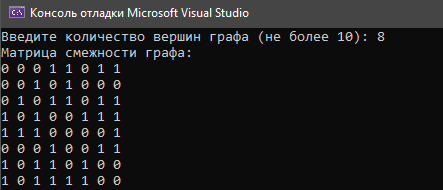 Консоль отладки Microsoft Visual Studio
Введите количество вершин графа (не более 10): 8
Матрица смежности графа:
0 0 0 1 1 0 1 1
0 0 1 0 1 0 0 0
0 1 0 1 1 0 1 1
1 0 1 0 0 1 1 1
1 1 1 0 0 0 0 1
0 0 0 1 0 0 1 1
1 0 1 1 0 1 0 0
1 0 1 1 1 1 0 0